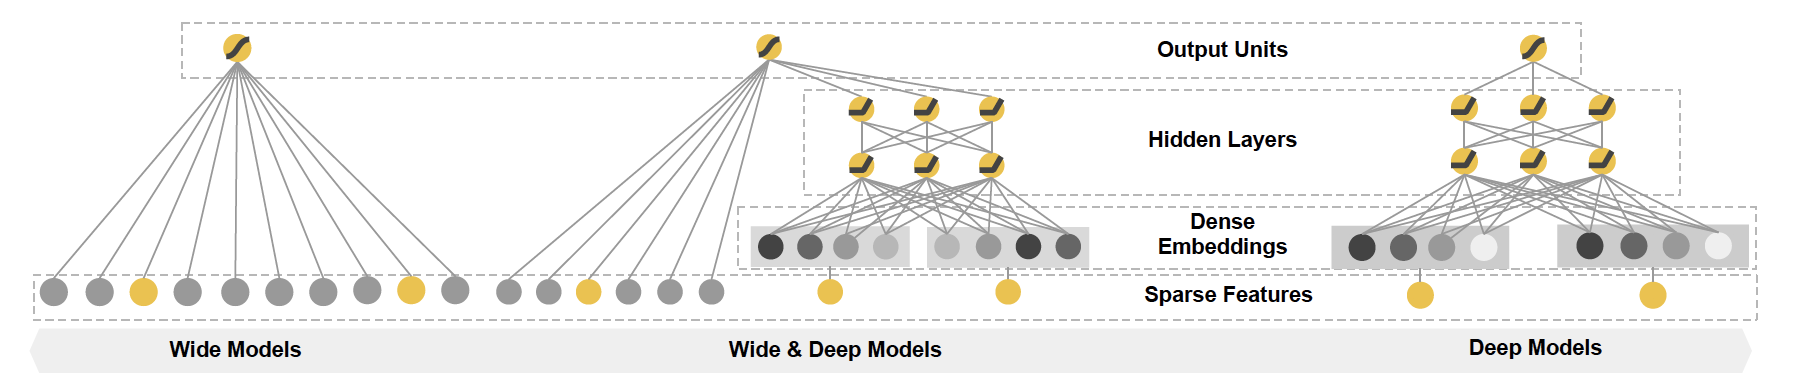 Output Units
Hidden Layers
Dense
Embeddings
Sparse Features
Wide Models
Wide & Deep Models
Deep Models